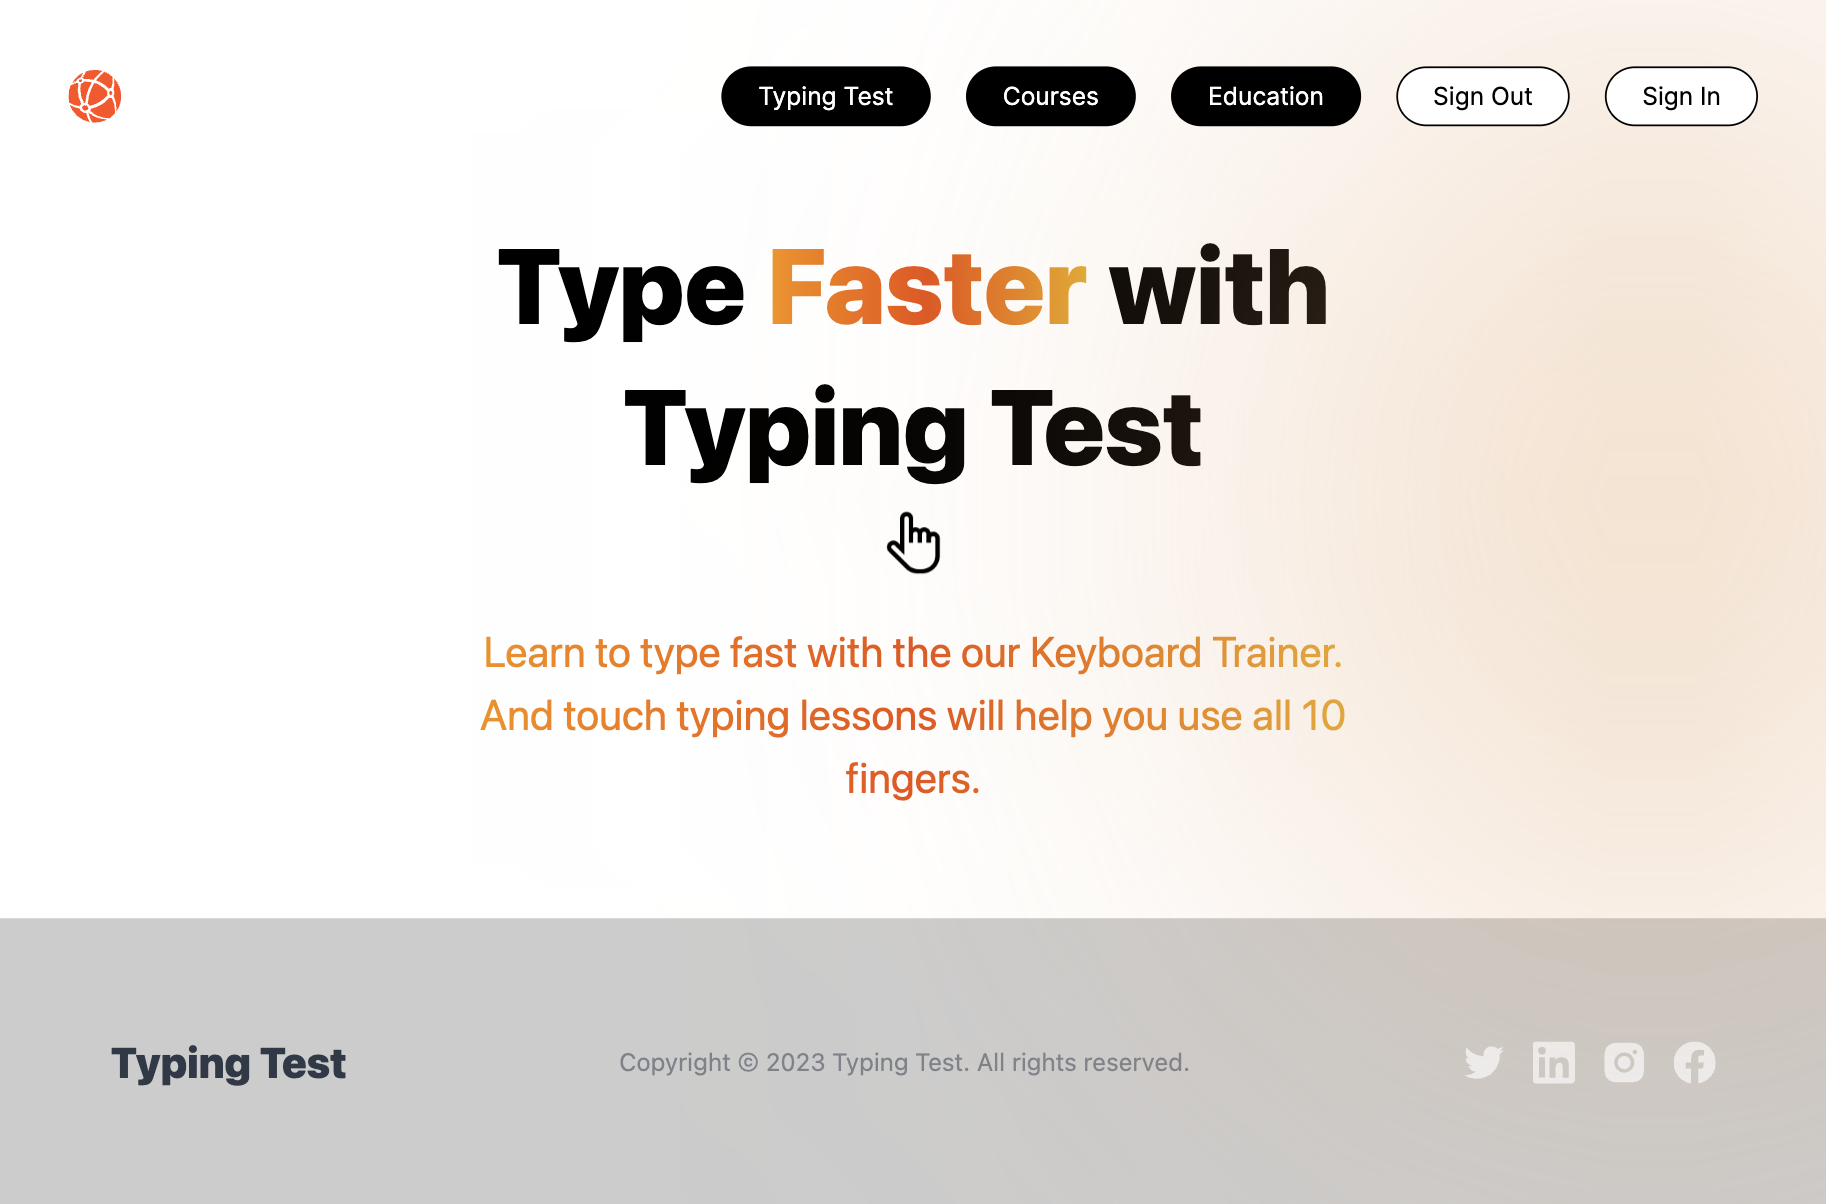 Typing Test
Courses
Education
Sign Out
Sign In
Type Faster with
Typing Test
Learn to type fast with the our Keyboard Trainer.
And touch typing lessons will help you use all 10
fingers.
Typing Test
Copyright © 2023 Typing Test. All rights reserved.